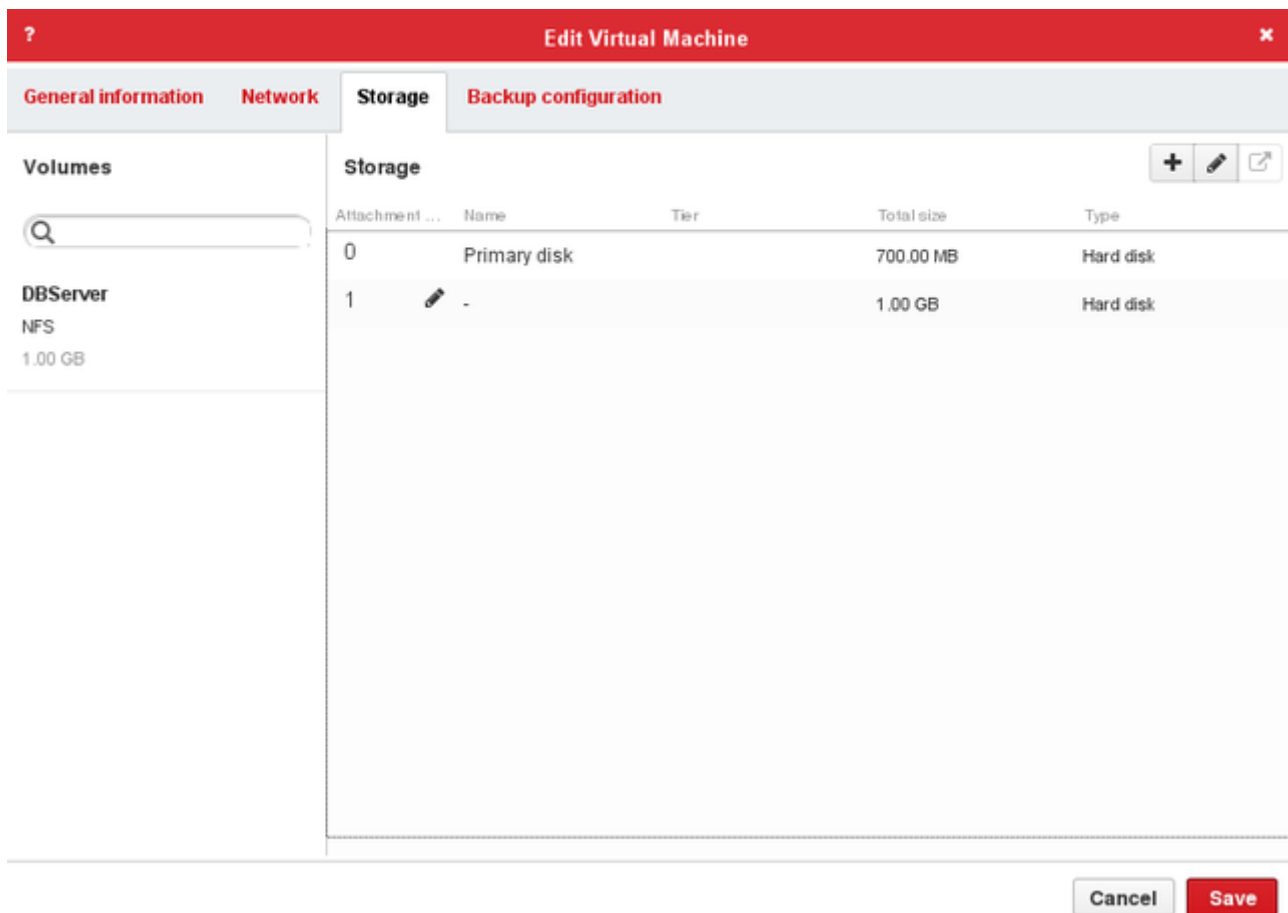 ? Edit Virtual Machine ×
General information Network Storage Backup configuration
Volumes
DBServer
NFS
1.00 GB
Storage
Attachment ... Name Tier Total size Type
0 Primary disk 700.00 MB Hard disk
1 - 1.00 GB Hard disk
Cancel Save